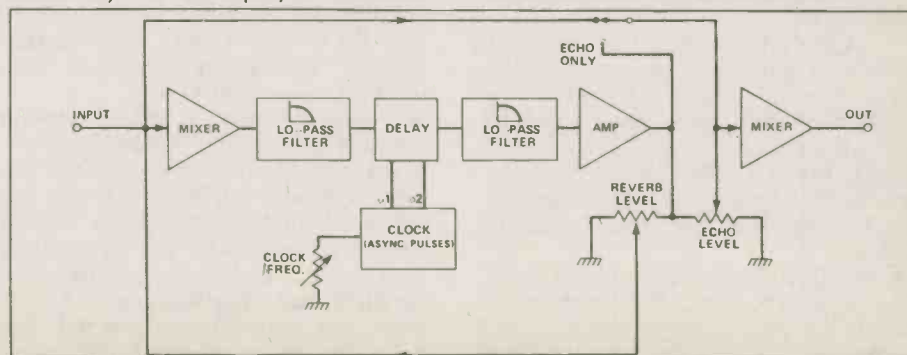 ECHO
ONLY
INPUT
MIXER
LO-PASS
FILTER
DELAY
LO-PASS
FILTER
AMP
MIXER
OUT
REVERB
LEVEL
ECHO
LEVEL
CLOCK
(ASYNC PULSES)
CLOCK
FREQ.